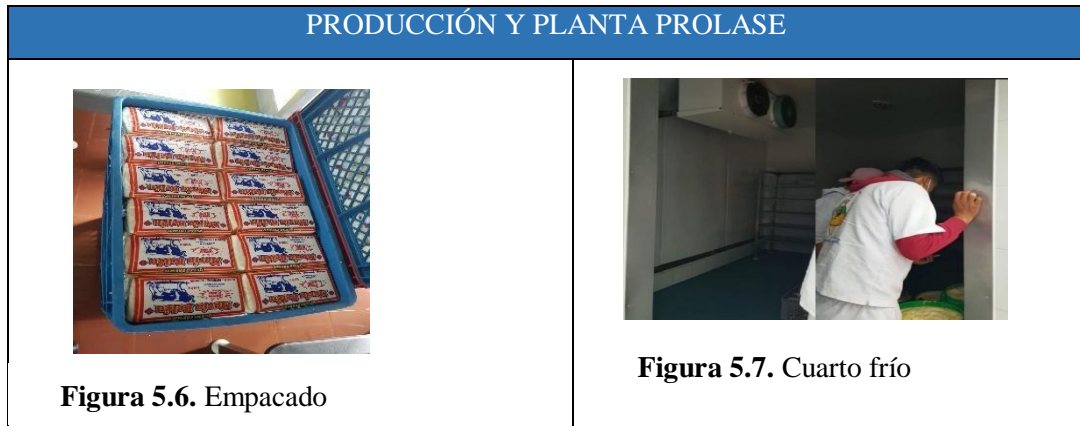 PRODUCCIÓN Y PLANTA PROLASE
Figura 5.6. Empacado
Figura 5.7. Cuarto frío